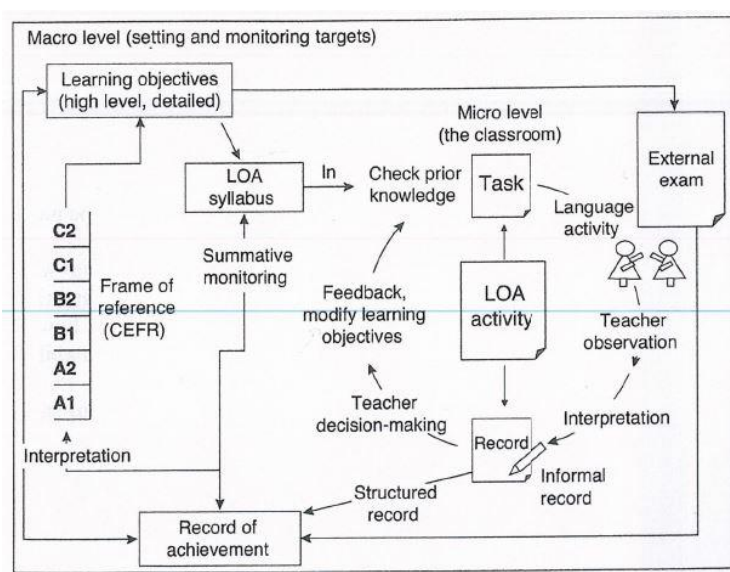 Macro level (setting and monitoring targets)
Learning objectives
(high level, detailed)
Micro level
(the classroom)
External
exam
LOA
syllabus
In
Check prior
knowledge
Task
Language
activity
C2
C1
B2
B1
A2
A1
Frame of
reference
(CEFR)
Summative
monitoring
Feedback,
modify learning
objectives
LOA
activity
Teacher
observation
Teacher
decision-making
Interpretation
Record
Informal
record
Interpretation
Structured
record
Record of
achievement